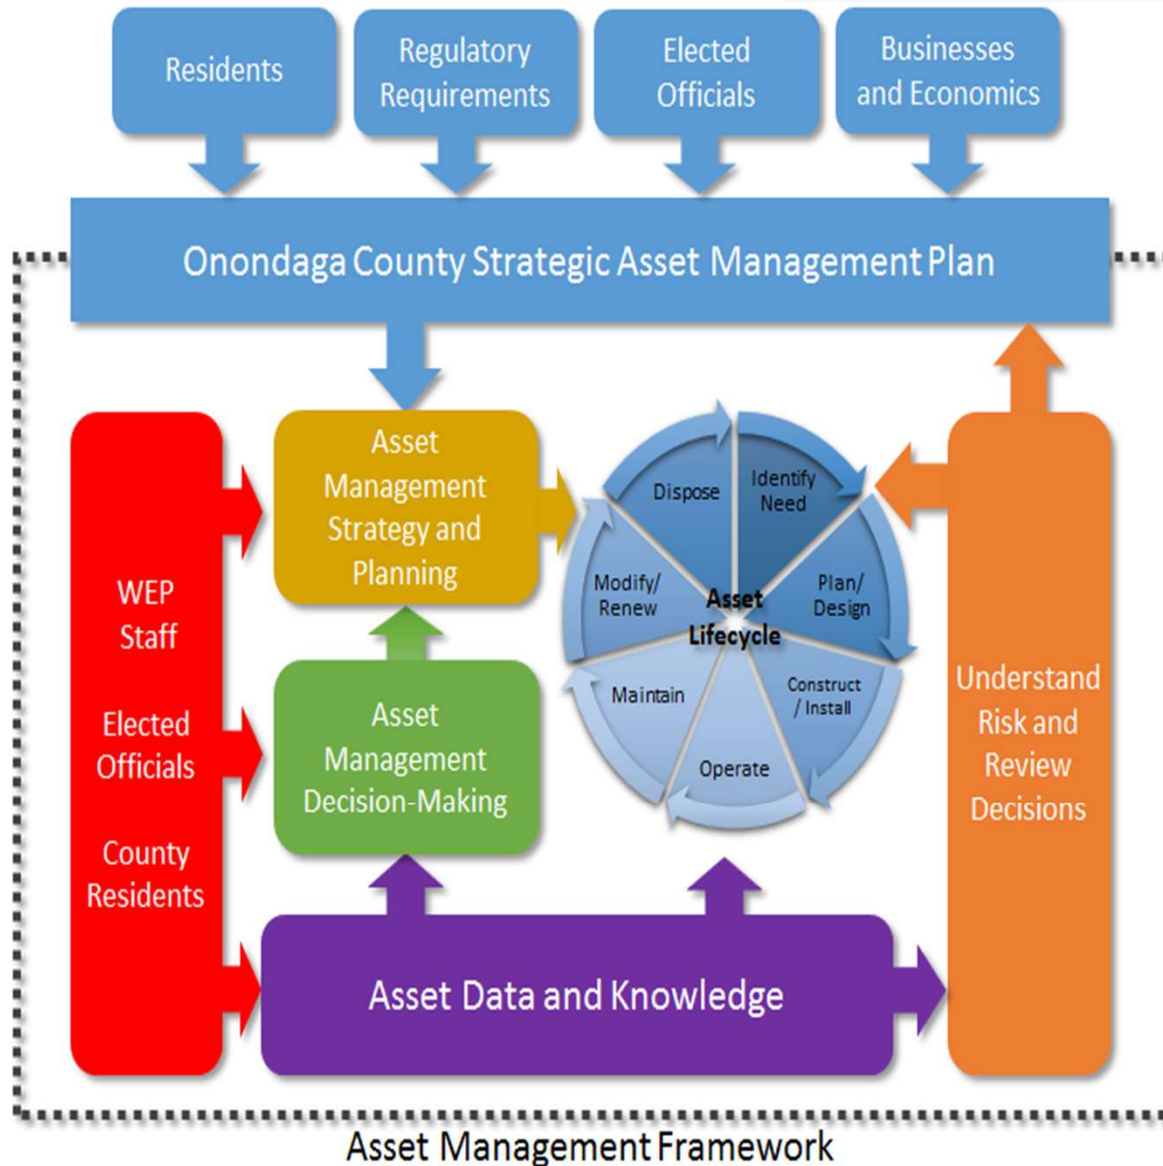 Residents
Regulatory
Requirements
Elected
Officials
Businesses
and Economics
Onondaga County Strategic Asset Management Plan
WEP
Staff
Elected
Officials
County
Residents
Asset
Management
Strategy and
Planning
Asset
Management
Decision-Making
Dispose
Identify
Need
Modify/
Renew
Plan/
Design
Asset
Lifecycle
Maintain
Construct
/ Install
Operate
Understand
Risk and
Review
Decisions
Asset Data and Knowledge
Asset Management Framework